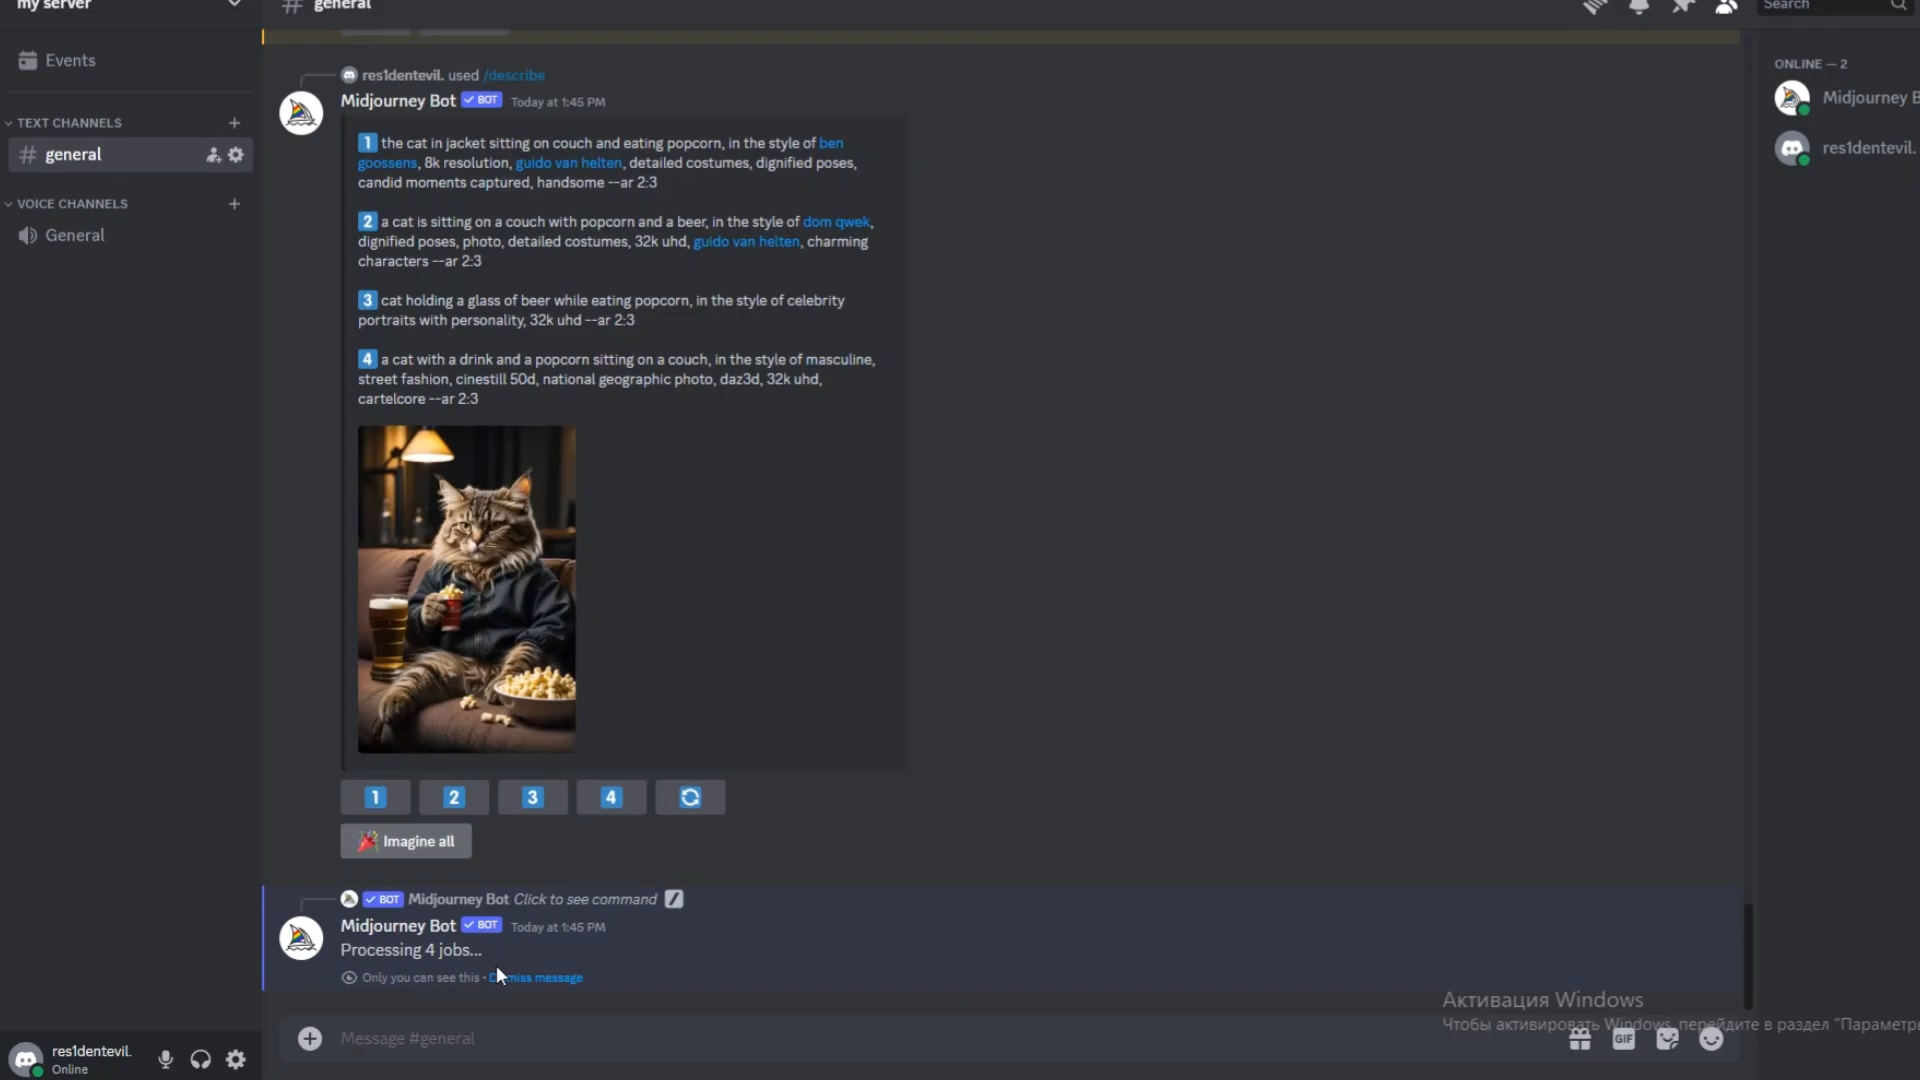 my server
# general
Search
Events
TEXT CHANNELS
# general
VOICE CHANNELS
General
res1dentevil. used /describe
Midjourney Bot BOT Today at 1:45 PM
1 the cat in jacket sitting on couch and eating popcorn, in the style of ben
goossens, 8k resolution, guido van helten, detailed costumes, dignified poses,
candid moments captured, handsome --ar 2:3
2 a cat is sitting on a couch with popcorn and a beer, in the style of dom qwek,
dignified poses, photo, detailed costumes, 32k uhd, guido van helten, charming
characters --ar 2:3
3 cat holding a glass of beer while eating popcorn, in the style of celebrity
portraits with personality, 32k uhd --ar 2:3
4 a cat with a drink and a popcorn sitting on a couch, in the style of masculine,
street fashion, cinestill 50d, national geographic photo, daz3d, 32k uhd,
cartelcore --ar 2:3
1 2 3 4
Imagine all
BOT Midjourney Bot Click to see command
Midjourney Bot BOT Today at 1:45 PM
Processing 4 jobs...
Only you can see this • Dismiss message
Message #general
GIF
res1dentevil.
Online
ONLINE — 2
Midjourney B
res1dentevil.
Активация Windows
Чтобы активировать Windows, перейдите в раздел "Параметры